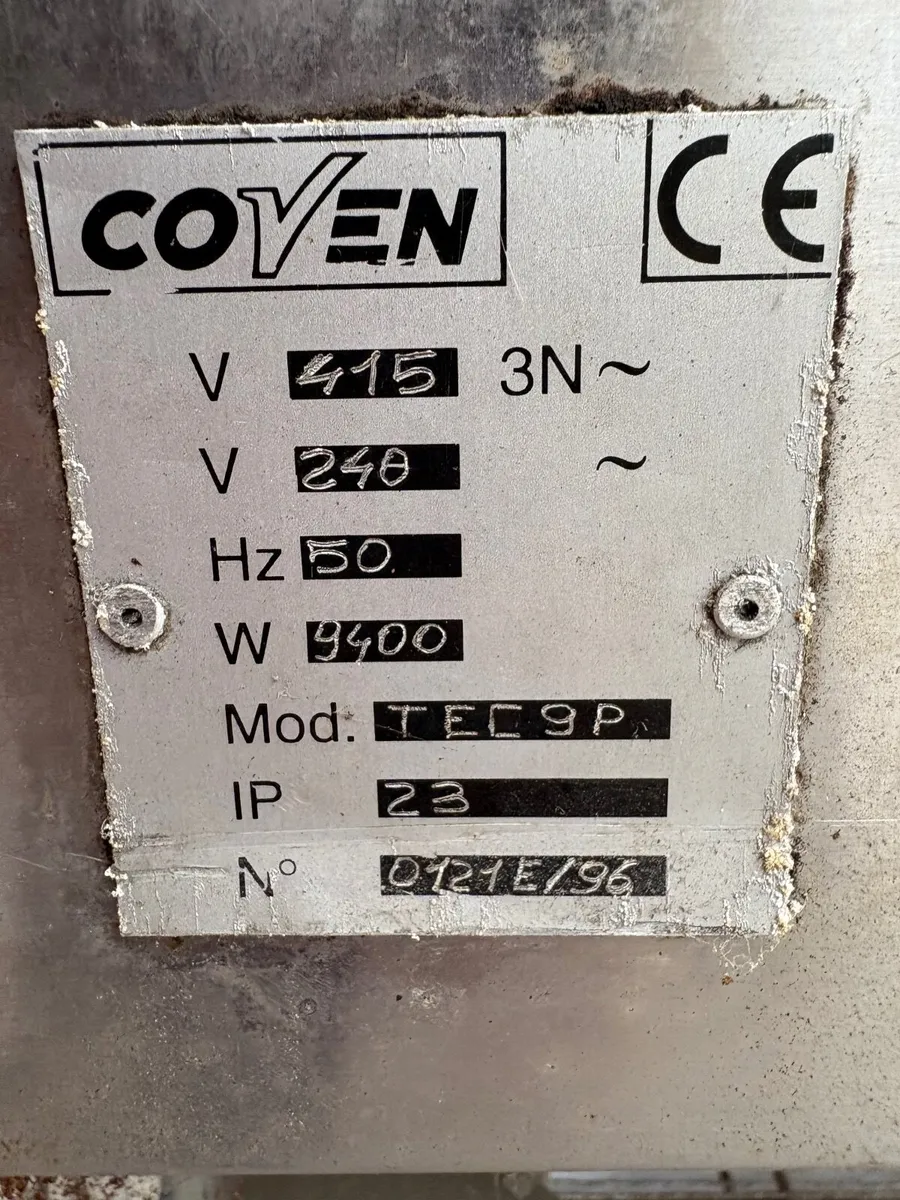 COVEN CE
V 415 3N~
V 240 ~
Hz 50
W 9400
Mod. TEC9P
IP 23
N° 0121E/96